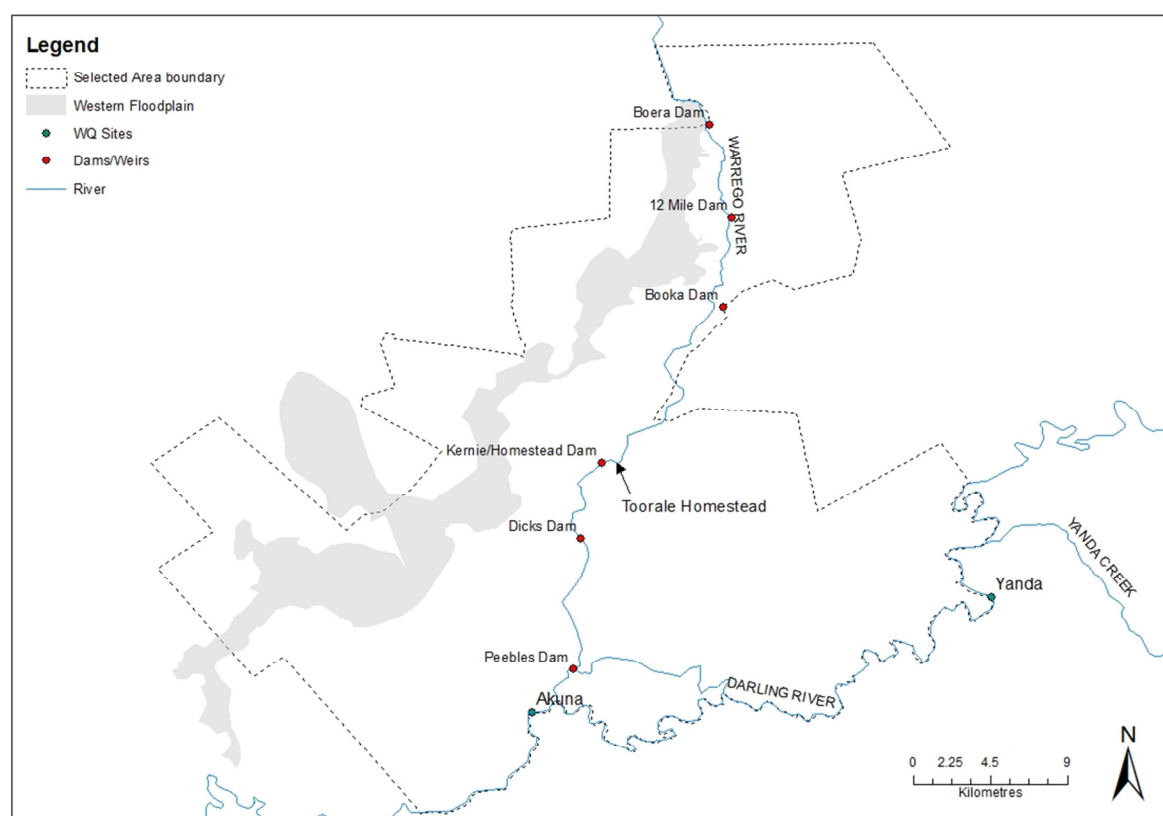 Legend
Selected Area boundary
Western Floodplain
WQ Sites
Dams/Weirs
River
Boera Dam
WARREGO RIVER
12 Mile Dam
Booka Dam
Kernie/Homestead Dam
Toorale Homestead
Dicks Dam
YANDA CREEK
Yanda
Peebles Dam
DARLING RIVER
Akuna
N
0 2.25 4.5 9
Kilometres